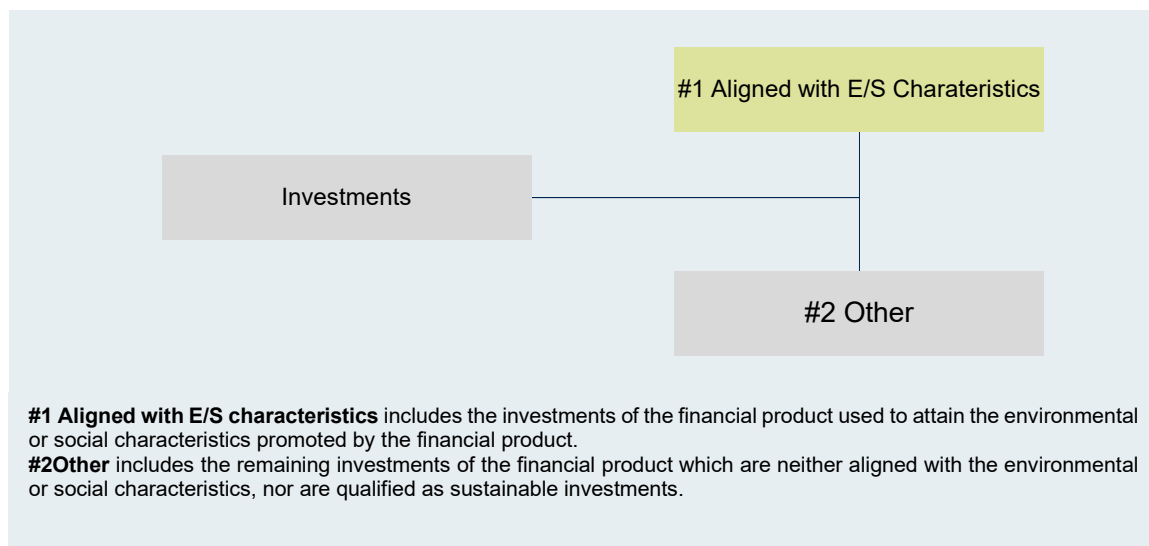 #1 Aligned with E/S Charateristics
Investments
#2 Other
#1 Aligned with E/S characteristics includes the investments of the financial product used to attain the environmental
or social characteristics promoted by the financial product.
#2Other includes the remaining investments of the financial product which are neither aligned with the environmental
or social characteristics, nor are qualified as sustainable investments.